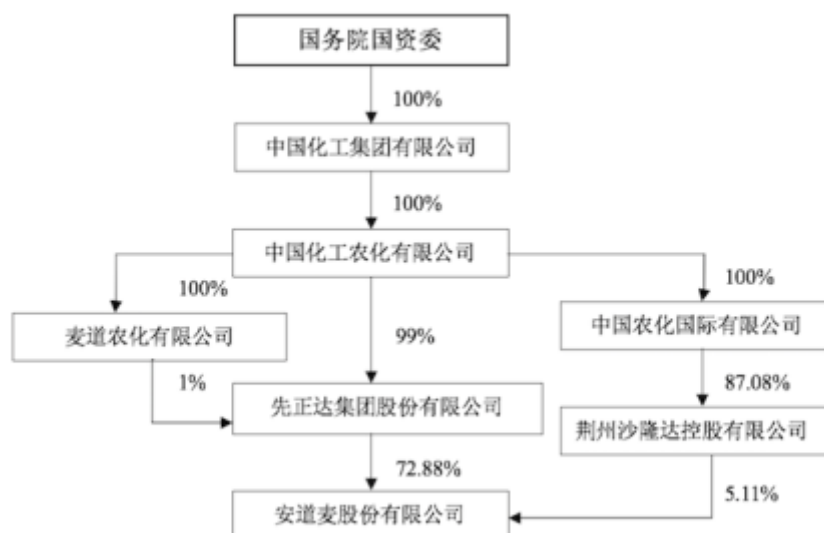 国务院国资委
100%
中国化工集团有限公司
100%
中国化工农化有限公司
100%
99%
100%
麦道农化有限公司
中国农化国际有限公司
1%
87.08%
先正达集团股份有限公司
荆州沙隆达控股有限公司
72.88%
5.11%
安道麦股份有限公司